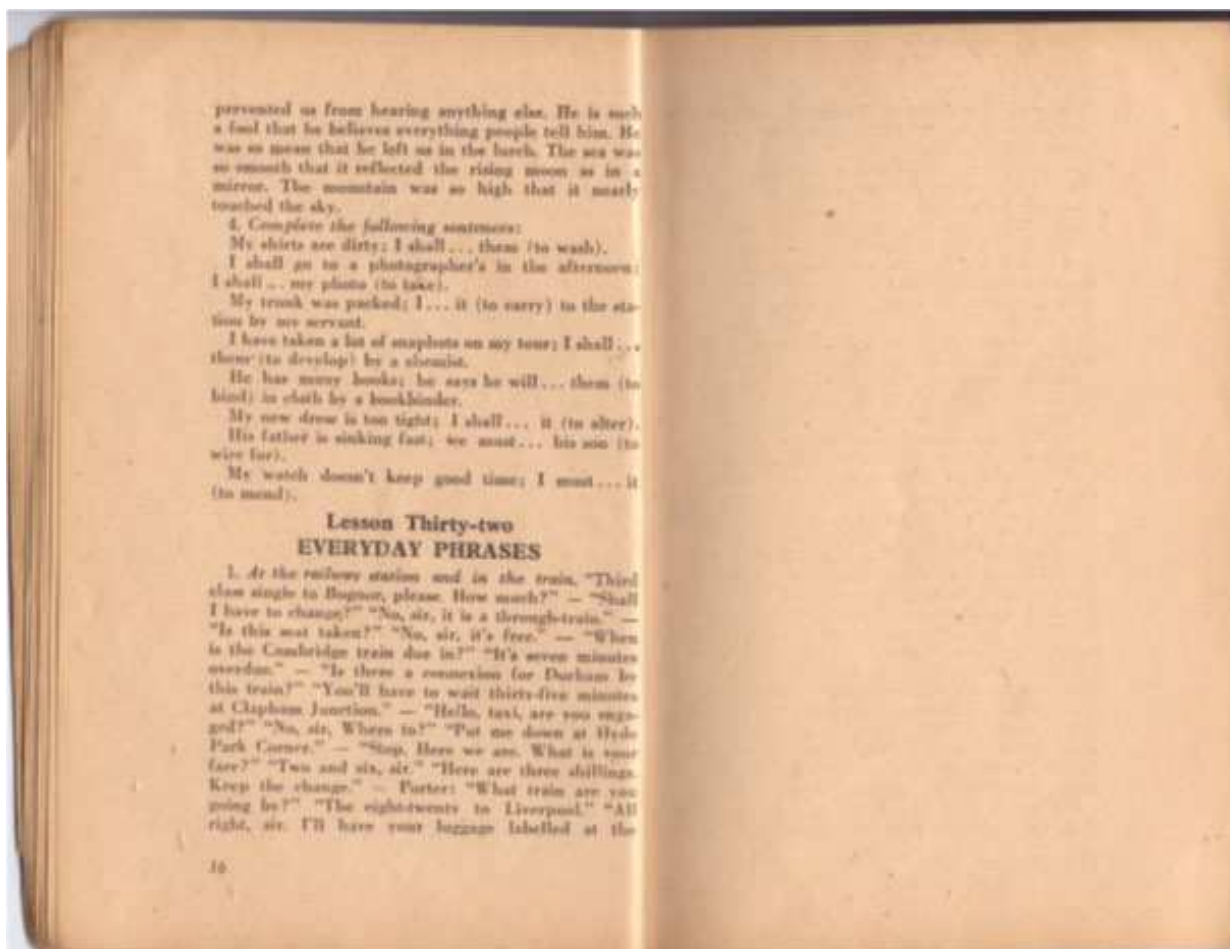 prevented us from hearing anything else. He is such
a fool that he believes everything people tell him. He
was so mean that he left us in the lurch. The sea was
so smooth that it reflected the rising moon as in a
mirror. The mountain was so high that it nearly
touched the sky.
4. Complete the following sentences:
My shirts are dirty; I shall... them (to wash).
I shall go to a photographer's in the afternoon:
I shall... my photo (to take).
My trunk was packed; I... it (to carry) to the sta-
tion by my servant.
I have taken a lot of snapshots on my tour; I shall...
them (to develop) by a chemist.
He has many books; he says he will... them (to
bind) in cloth by a bookbinder.
My new dress is too tight; I shall... it (to alter).
His father is sinking fast; we must... his son (to
wire for).
My watch doesn't keep good time; I must... it
(to mend).
Lesson Thirty-two
EVERYDAY PHRASES
1. At the railway station and in the train. "Third
class single to Bognor, please. How much?" — "Shall
I have to change?" "No, sir, it is a through-train." —
"Is this seat taken?" "No, sir, it's free." — "When
is the Cambridge train due in?" "It's seven minutes
overdue." — "Is there a connexion for Durham by
this train?" "You'll have to wait thirty-five minutes
at Clapham Junction." — "Hello, taxi, are you enga-
ged?" "No, sir, Where to?" "Put me down at Hyde
Park Corner." — "Stop. Here we are. What is your
fare?" "Two and six, sir." "Here are three shillings.
Keep the change." — Porter: "What train are you
going by?" "The eight-twenty to Liverpool." "All
right, sir. I'll have your luggage labelled at the
16